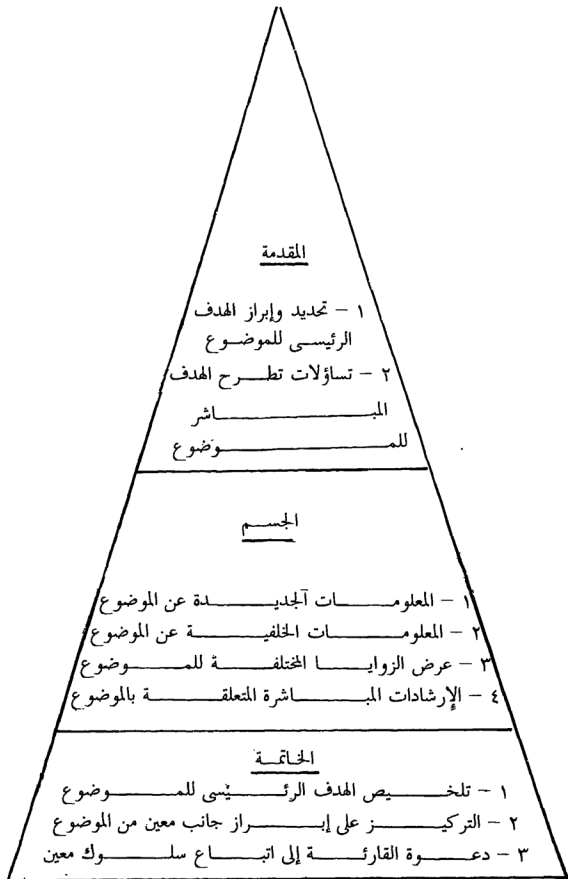 المقدمة
١ - تحديد وإبراز الهدف
الرئيسى للموضوع
٢ - تساؤلات تطرح الهدف
المباشر
للموضوع
الجسم
١ - المعلومات الجديدة عن الموضوع
٢ - المعلومات الخلفية عن الموضوع
٣ - عرض الزوايا المختلفة للموضوع
٤ - الإرشادات المباشرة المتعلقة بالموضوع
الخاتمة
١ - تلخيص الهدف الرئيسى للموضوع
٢ - التركيز على إبراز جانب معين من الموضوع
٣ - دعوة القارئة إلى اتباع سلوك معين